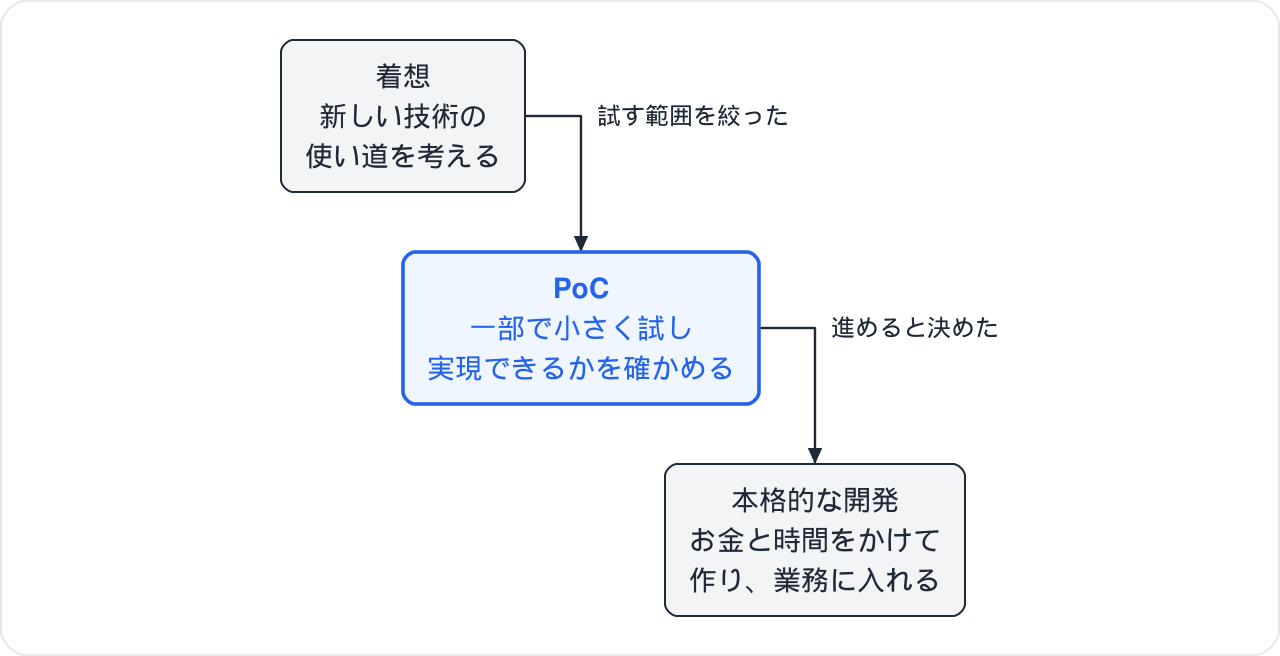 着想
新しい技術の
使い道を考える
試す範囲を絞った
PoC
一部で小さく試し
実現できるかを確かめる
進めると決めた
本格的な開発
お金と時間をかけて
作り、業務に入れる